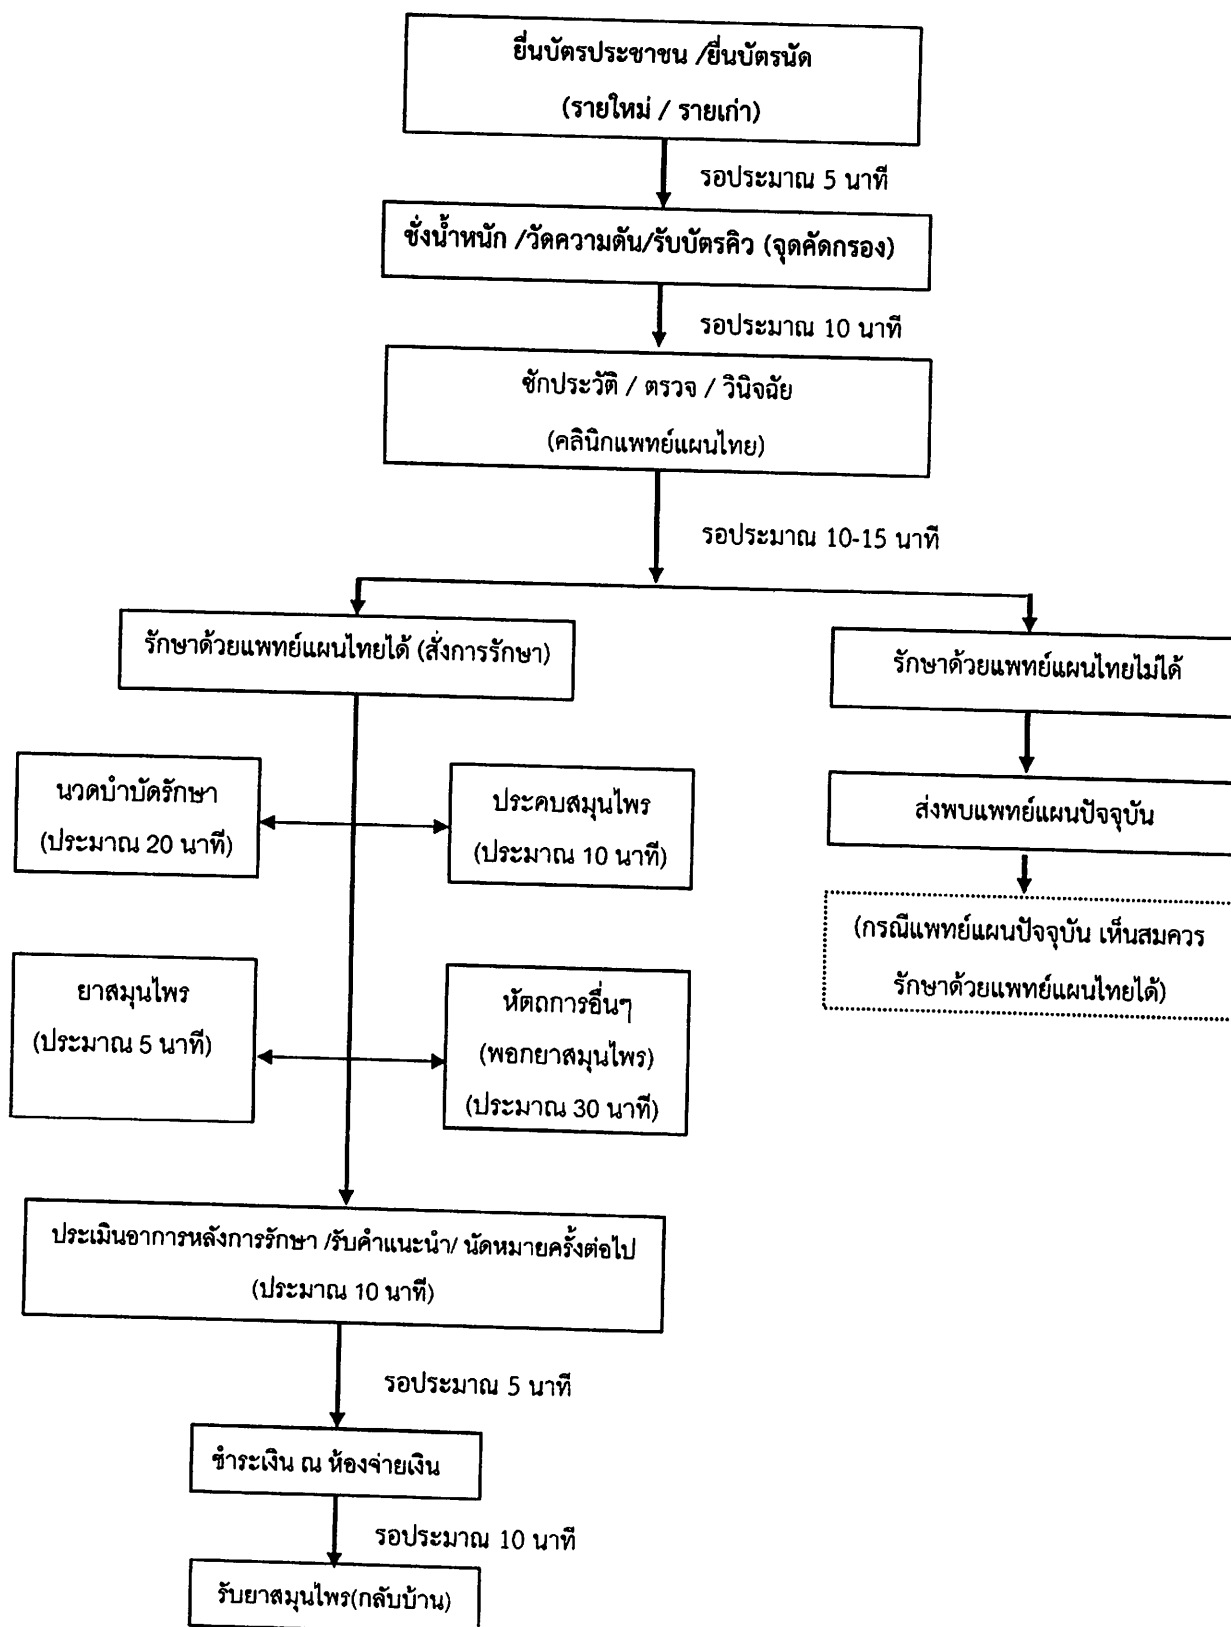 ยื่นบัตรประชาชน /ยื่นบัตรนัด
(รายใหม่ / รายเก่า)
รอประมาณ 5 นาที
ชั่งน้ำหนัก /วัดความดัน/รับบัตรคิว (จุดคัดกรอง)
รอประมาณ 10 นาที
ซักประวัติ / ตรวจ / วินิจฉัย
(คลินิกแพทย์แผนไทย)
รอประมาณ 10-15 นาที
รักษาด้วยแพทย์แผนไทยได้ (สั่งการรักษา)
รักษาด้วยแพทย์แผนไทยไม่ได้
นวดบำบัดรักษา
(ประมาณ 20 นาที)
ประคบสมุนไพร
(ประมาณ 10 นาที)
ส่งพบแพทย์แผนปัจจุบัน
(กรณีแพทย์แผนปัจจุบัน เห็นสมควร
รักษาด้วยแพทย์แผนไทยได้)
ยาสมุนไพร
(ประมาณ 5 นาที)
หัตถการอื่นๆ
(พอกยาสมุนไพร)
(ประมาณ 30 นาที)
ประเมินอาการหลังการรักษา /รับคำแนะนำ/ นัดหมายครั้งต่อไป
(ประมาณ 10 นาที)
รอประมาณ 5 นาที
ชำระเงิน ณ ห้องจ่ายเงิน
รอประมาณ 10 นาที
รับยาสมุนไพร(กลับบ้าน)